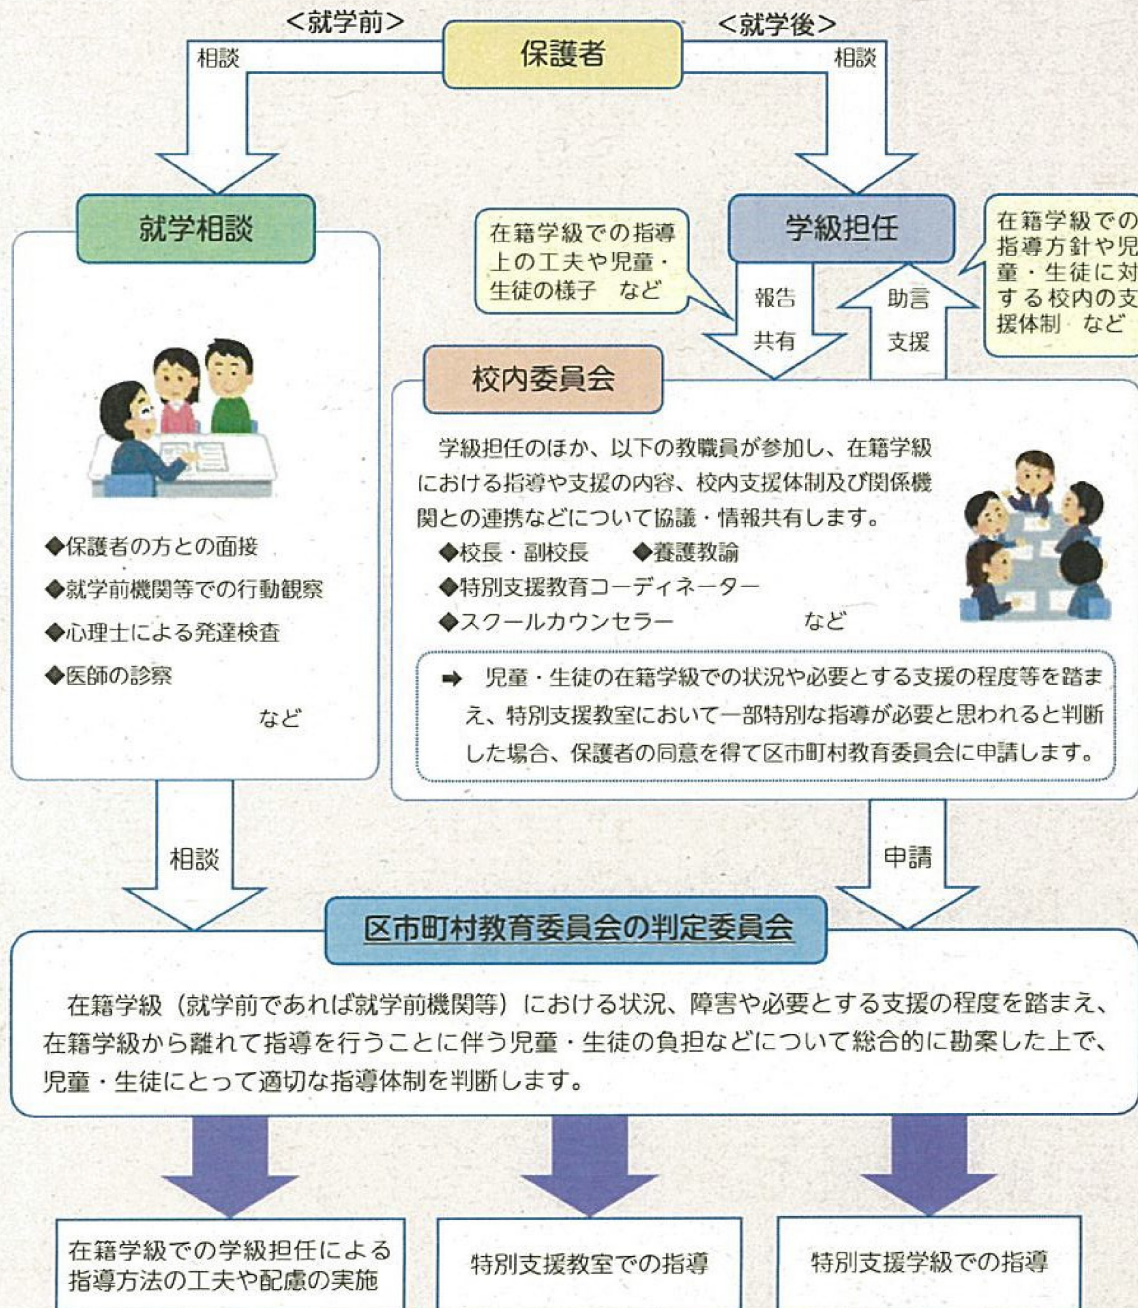 <就学前>
保護者
<就学後>
相談
相談
就学相談
◆保護者の方との面接
◆就学前機関等での行動観察
◆心理士による発達検査
◆医師の診察
など
在籍学級での指導
上の工夫や児童・
生徒の様子 など
学級担任
在籍学級での
指導方針や児
童・生徒に対
する校内の支
援体制 など
報告
共有
助言
支援
校内委員会
学級担任のほか、以下の教職員が参加し、在籍学級
における指導や支援の内容、校内支援体制及び関係機
関との連携などについて協議・情報共有します。
◆校長・副校長 ◆養護教諭
◆特別支援教育コーディネーター
◆スクールカウンセラー など
➡ 児童・生徒の在籍学級での状況や必要とする支援の程度等を踏ま
え、特別支援教室において一部特別な指導が必要と思われると判断
した場合、保護者の同意を得て区市町村教育委員会に申請します。
相談
申請
区市町村教育委員会の判定委員会
在籍学級（就学前であれば就学前機関等）における状況、障害や必要とする支援の程度を踏まえ、
在籍学級から離れて指導を行うことに伴う児童・生徒の負担などについて総合的に勘案した上で、
児童・生徒にとって適切な指導体制を判断します。
在籍学級での学級担任による
指導方法の工夫や配慮の実施
特別支援教室での指導
特別支援学級での指導